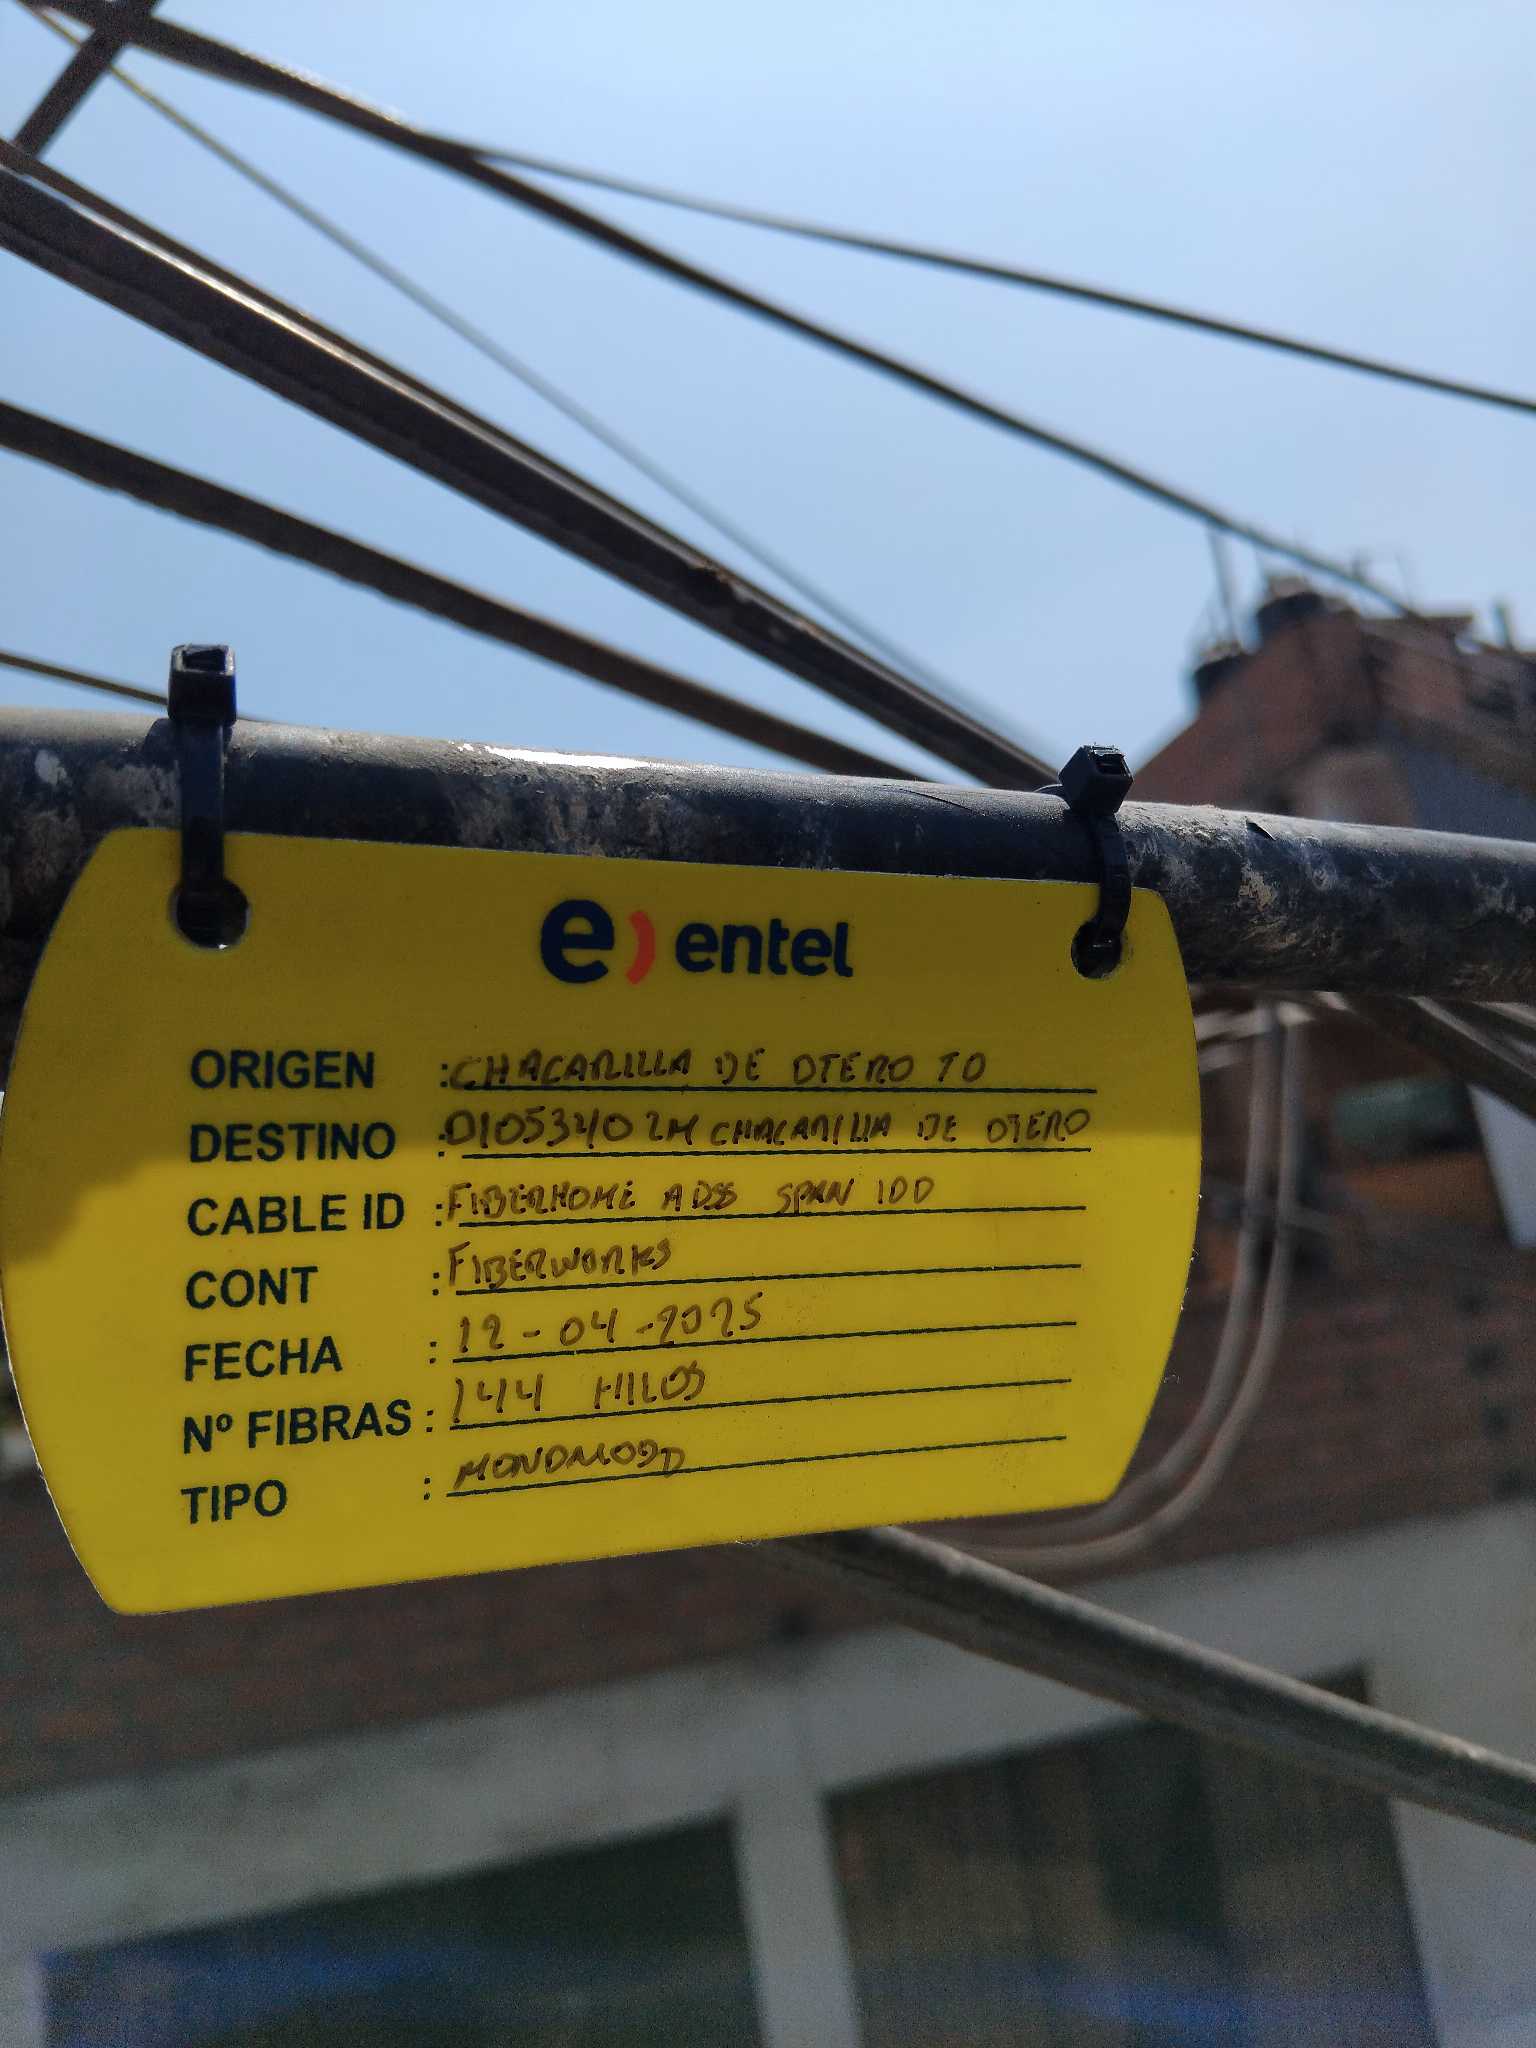 e) entel
ORIGEN : CHACARILLA DE OTERO TO
DESTINO : 0105340 LM CHACARILLA DE OTERO
CABLE ID : FIBERHOME ADSS SPAN 100
CONT : FIBERWORKS
FECHA : 12-04-2025
Nº FIBRAS : 144 HILOS
TIPO : MONOMODO